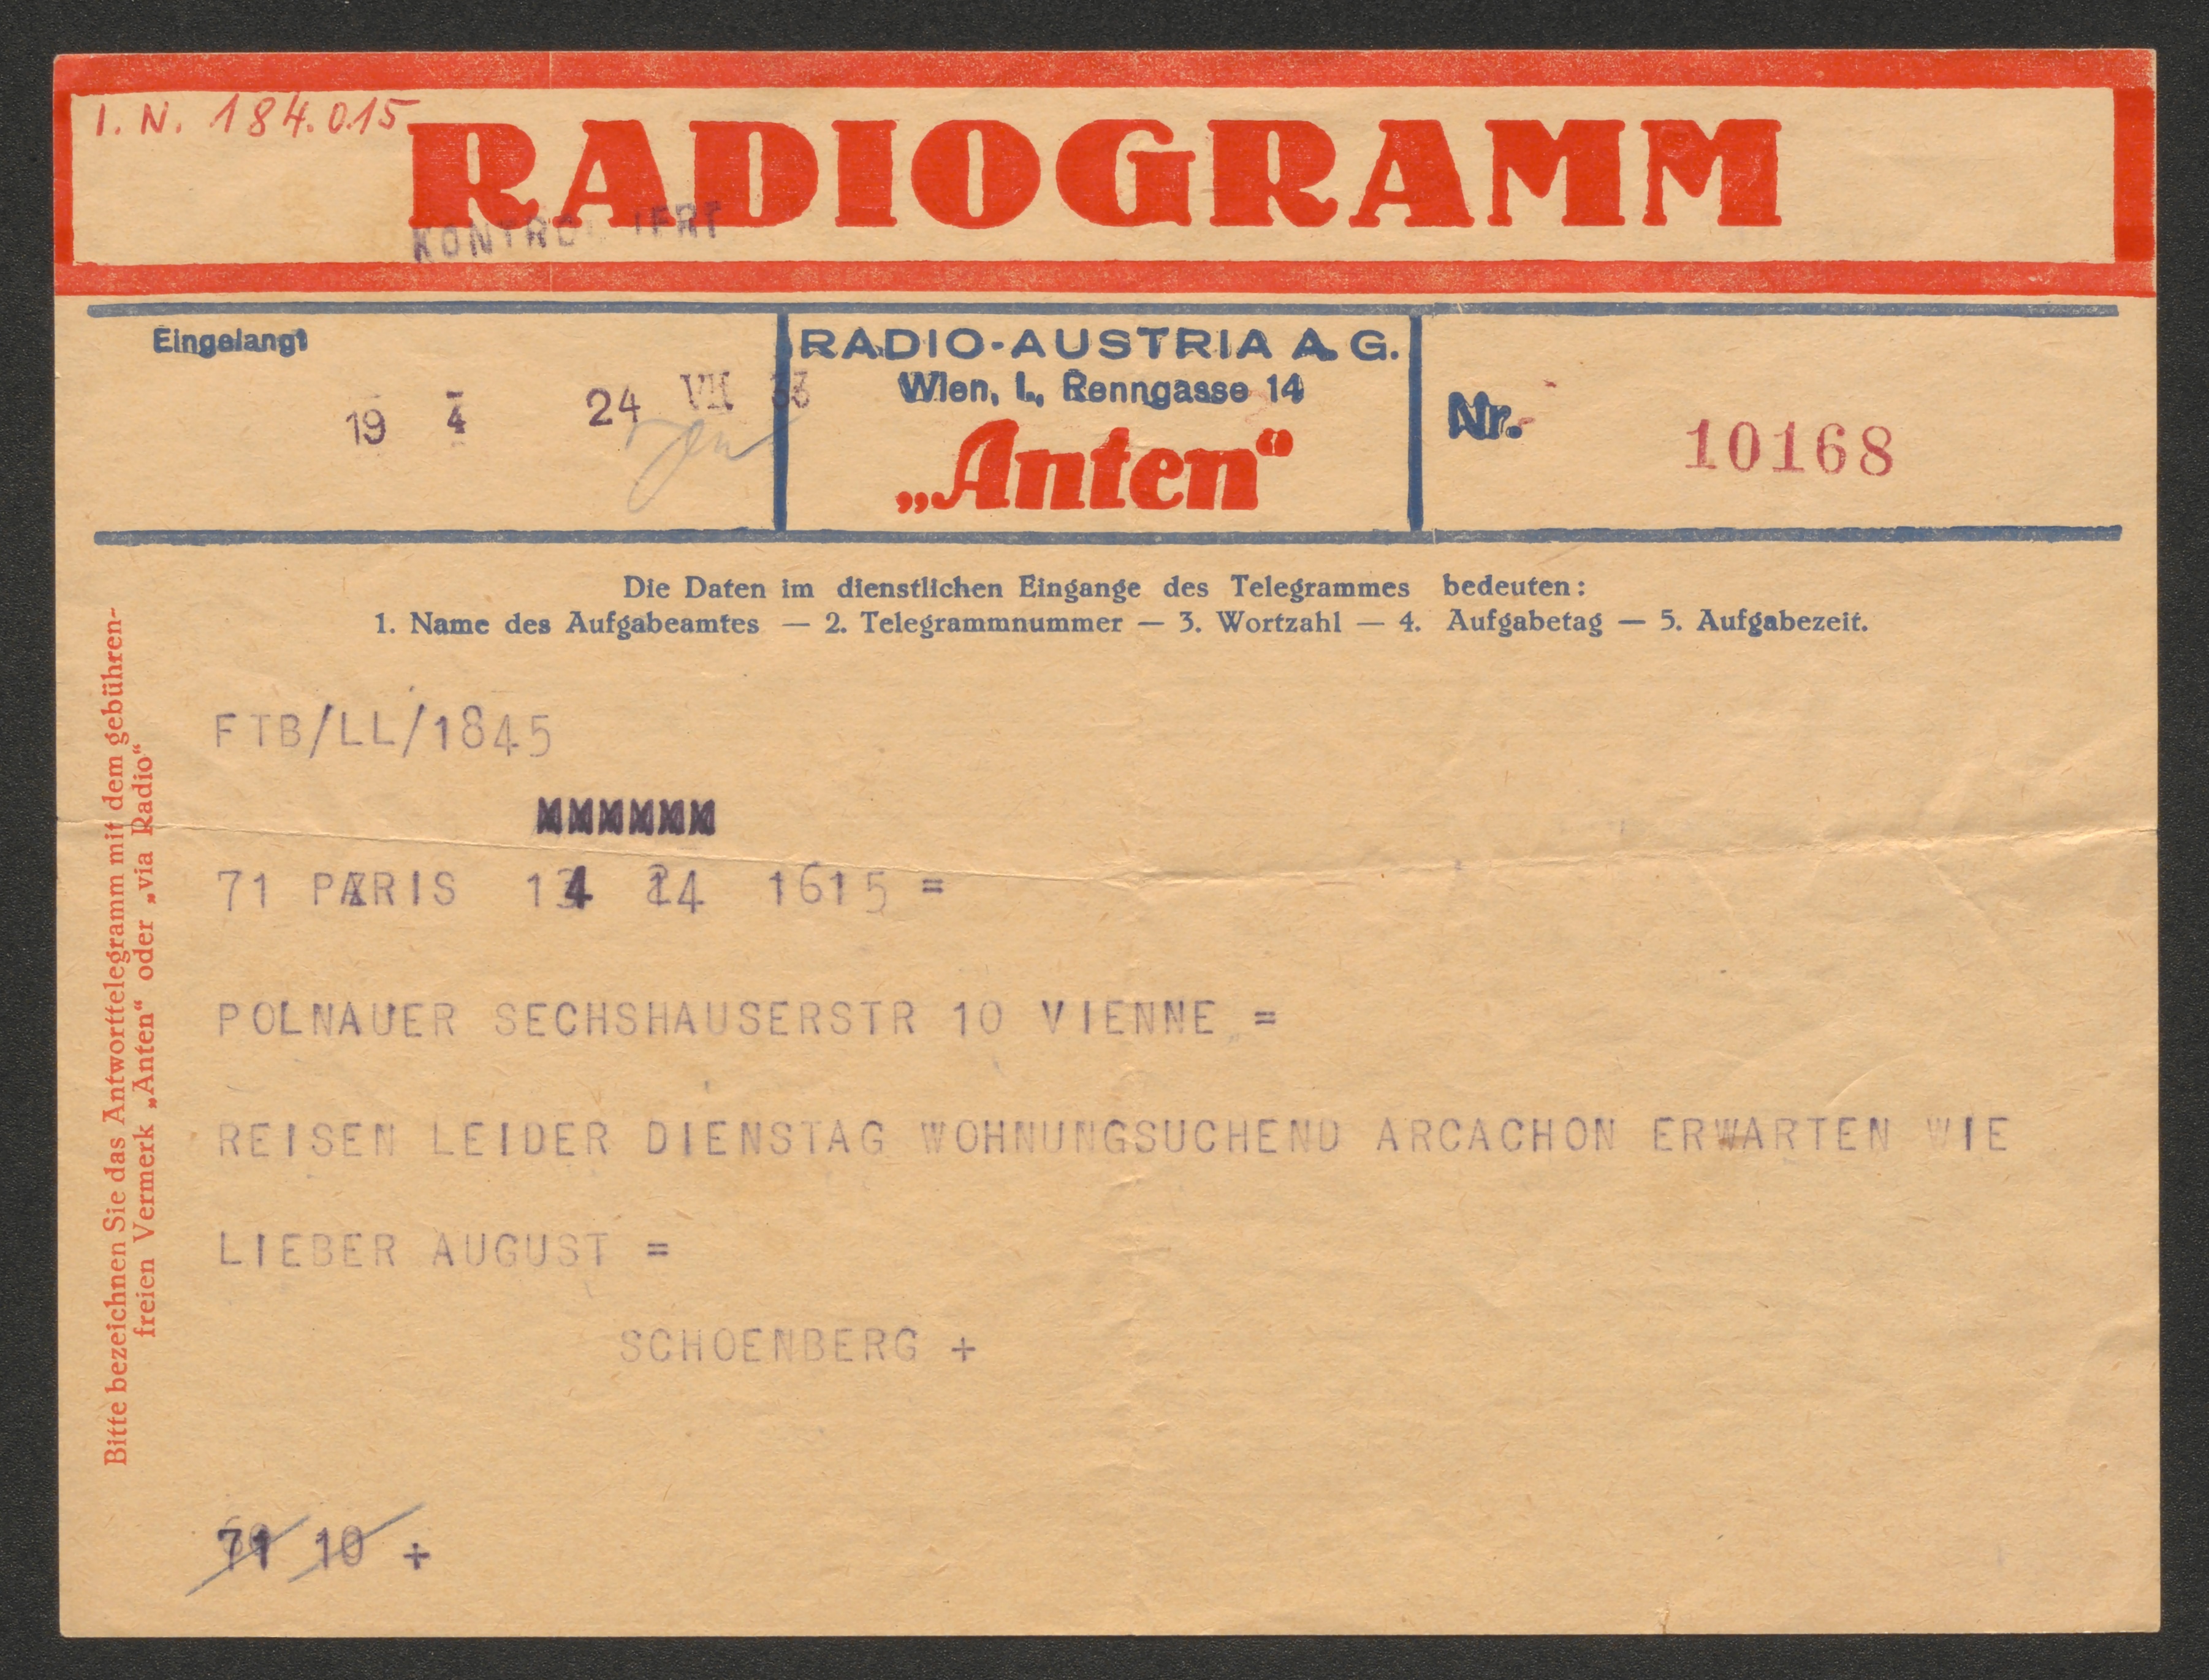 I. N. 184.015
RADIOGRAMM
KONTROLLIERT
Eingelangt
19 4 24 VII 33
RADIO-AUSTRIA A. G.
Wien, I., Renngasse 14
„Anten“
Nr. 10168
Die Daten im dienstlichen Eingange des Telegrammes bedeuten:
1. Name des Aufgabeamtes — 2. Telegrammnummer — 3. Wortzahl — 4. Aufgabetag — 5. Aufgabezeit.
Bitte bezeichnen Sie das Antworttelegramm mit dem gebühren-
freien Vermerk „Anten“ oder „via Radio“
FTB/LL/1845
71 PARIS 14 24 1615 =
POLNAUER SECHSHAUSERSTR 10 VIENNE =
REISEN LEIDER DIENSTAG WOHNUNGSUCHEND ARCACHON ERWARTEN WIE
LIEBER AUGUST =
SCHOENBERG +
71 10 +